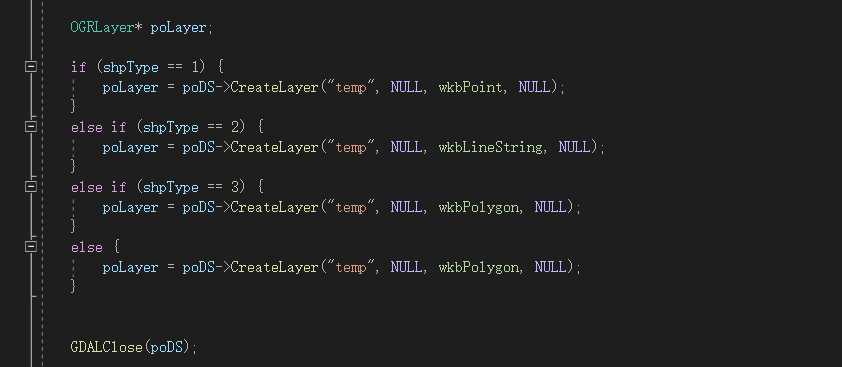 OGRLayer* poLayer;
if (shpType == 1) {
poLayer = poDS->CreateLayer("temp", NULL, wkbPoint, NULL);
}
else if (shpType == 2) {
poLayer = poDS->CreateLayer("temp", NULL, wkbLineString, NULL);
}
else if (shpType == 3) {
poLayer = poDS->CreateLayer("temp", NULL, wkbPolygon, NULL);
}
else {
poLayer = poDS->CreateLayer("temp", NULL, wkbPolygon, NULL);
}
GDALClose(poDS);